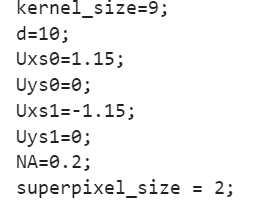 kernel_size=9;
d=10;
Uxs0=1.15;
Uys0=0;
Uxs1=-1.15;
Uys1=0;
NA=0.2;
superpixel_size = 2;